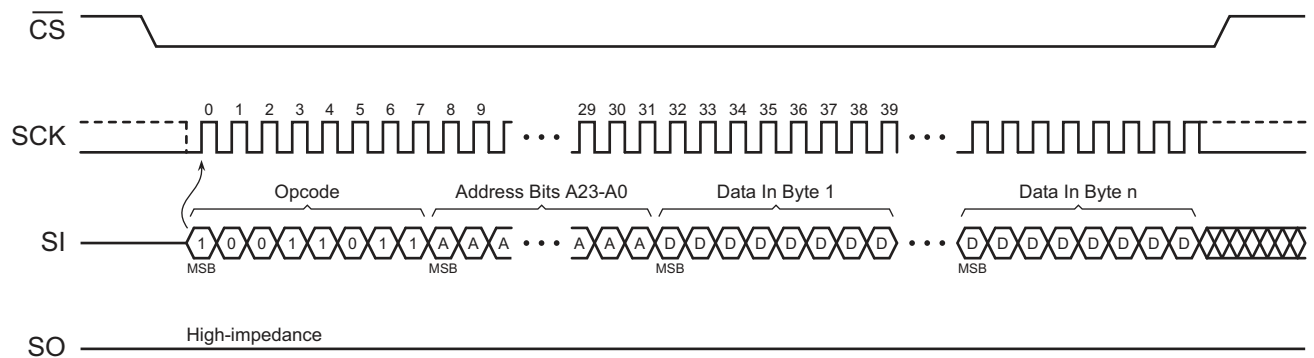 CS
0 1 2 3 4 5 6 7 8 9 29 30 31 32 33 34 35 36 37 38 39
SCK
Opcode Address Bits A23-A0 Data In Byte 1 Data In Byte n
SI 1 0 0 1 1 0 1 1 A A A A A A D D D D D D D D D D D D D D D D
MSB MSB MSB MSB
High-impedance
SO